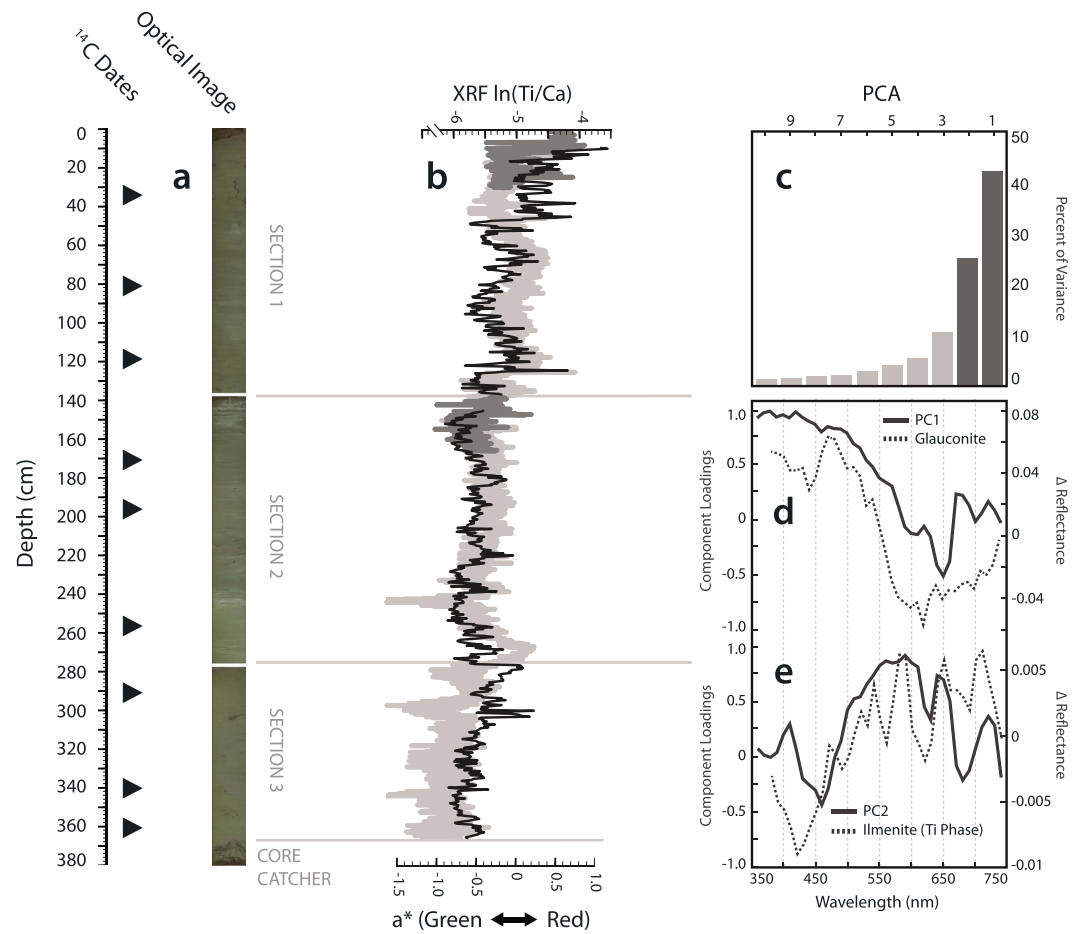 ¹⁴C Dates
Optical Image
XRF ln(Ti/Ca)
-6 -5 -4
PCA
9 7 5 3 1
a
b
c
d
e
Depth (cm)
0
20
40
60
80
100
120
140
160
180
200
220
240
260
280
300
320
340
360
380
SECTION 1
SECTION 2
SECTION 3
CORE
CATCHER
-1.5 -1.0 -0.5 0 0.5 1.0
a* (Green Red)
50
40
30
20
10
0
Percent of Variance
PC1
Glauconite
Component Loadings
1.0
0.5
0
-0.5
-1.0
0.08
0.04
0
-0.04
Δ Reflectance
Component Loadings
1.0
0.5
0
-0.5
-1.0
0.005
0
-0.005
-0.01
Δ Reflectance
PC2
Ilmenite (Ti Phase)
350 450 550 650 750
Wavelength (nm)